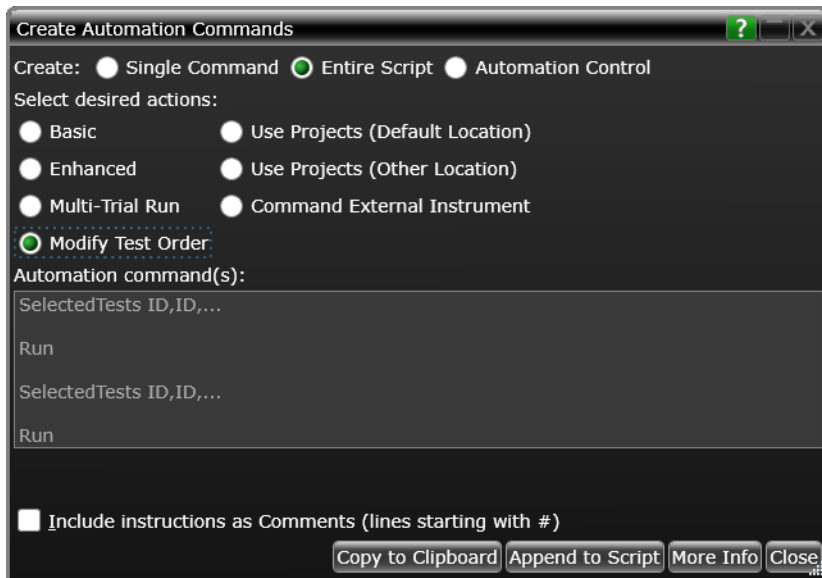 Create Automation Commands ? X
Create: Single Command Entire Script Automation Control
Select desired actions:
Basic Use Projects (Default Location)
Enhanced Use Projects (Other Location)
Multi-Trial Run Command External Instrument
Modify Test Order
Automation command(s):
SelectedTests ID,ID,...
Run
SelectedTests ID,ID,...
Run
Include instructions as Comments (lines starting with #)
Copy to Clipboard Append to Script More Info Close